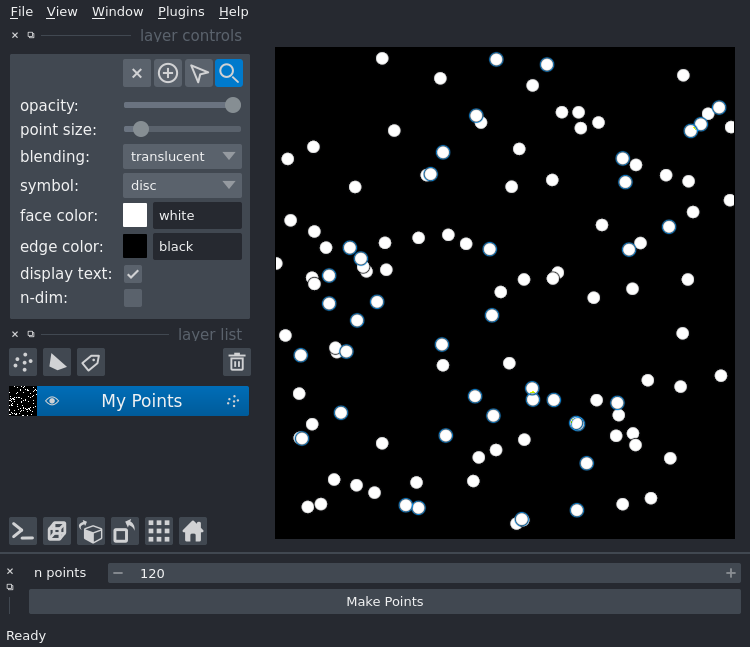 File View Window Plugins Help
layer controls
opacity:
point size:
blending: translucent
symbol: disc
face color: white
edge color: black
display text:
n-dim:
layer list
My Points
n points 120
Make Points
Ready